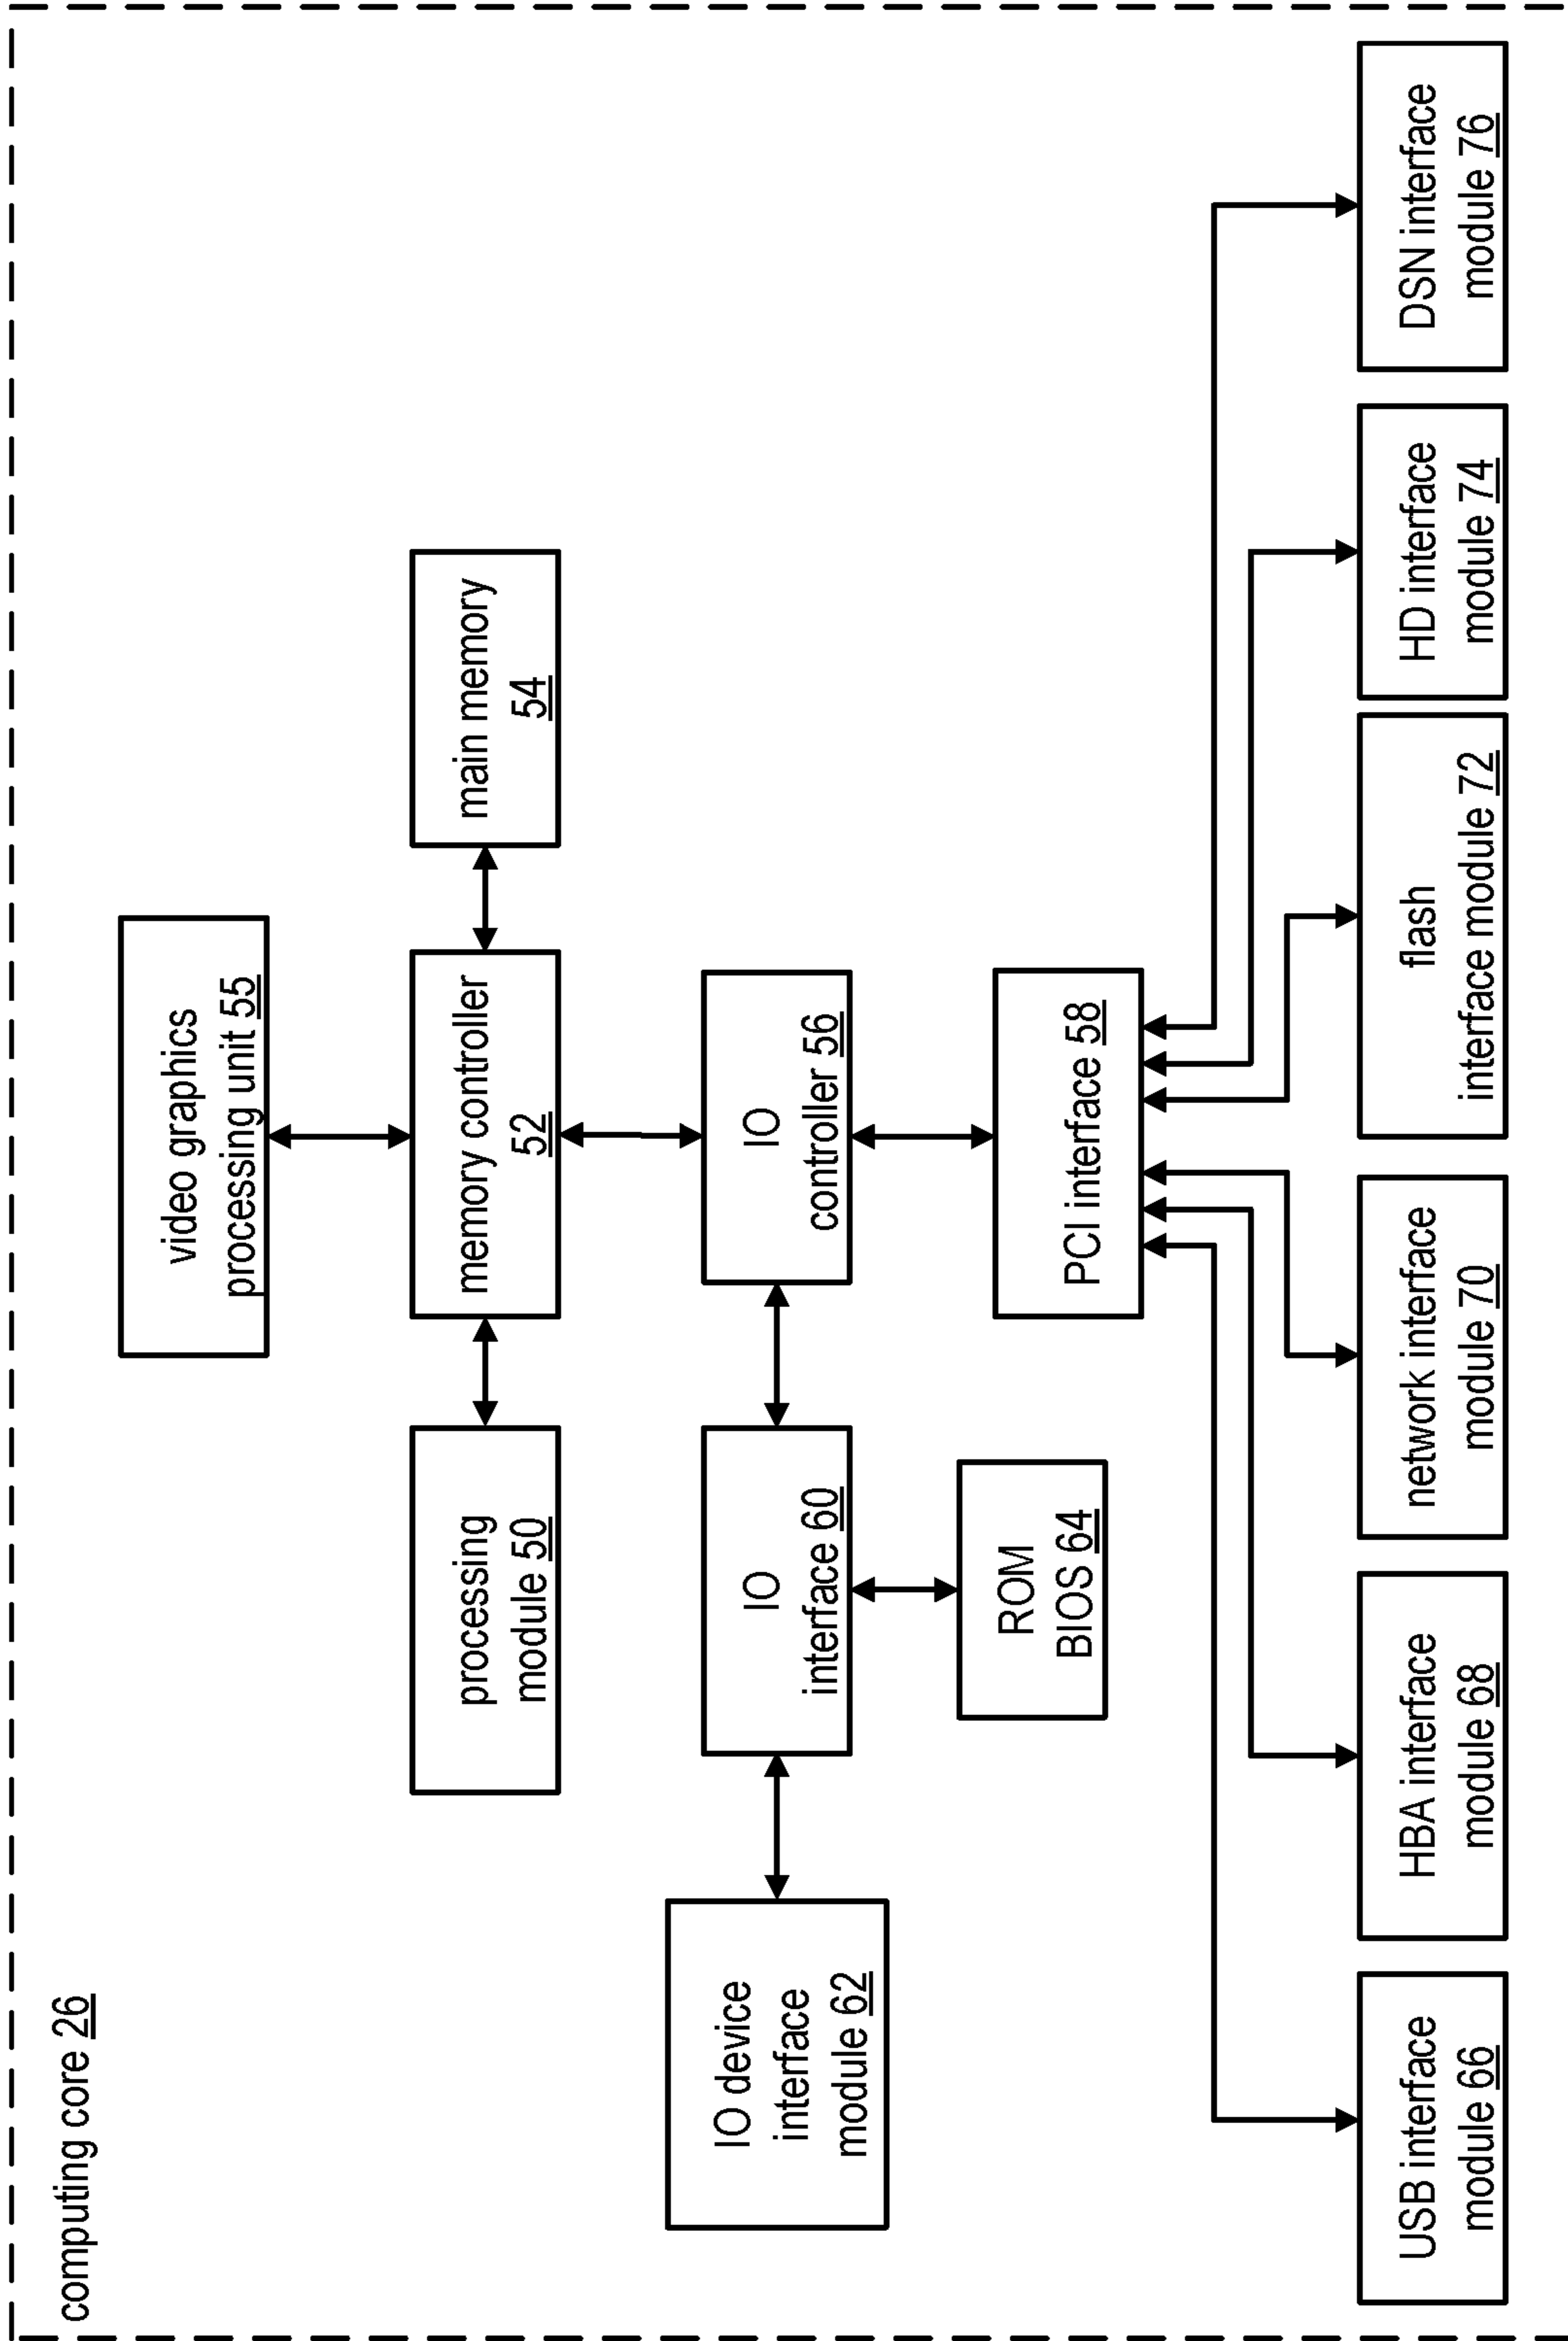 computing core 26
video graphics
processing unit 55
processing
module 50
memory controller
52
main memory
54
IO device
interface
module 62
IO
interface 60
IO
controller 56
ROM
BIOS 64
PCI interface 58
USB interface
module 66
HBA interface
module 68
network interface
module 70
flash
interface module 72
HD interface
module 74
DSN interface
module 76